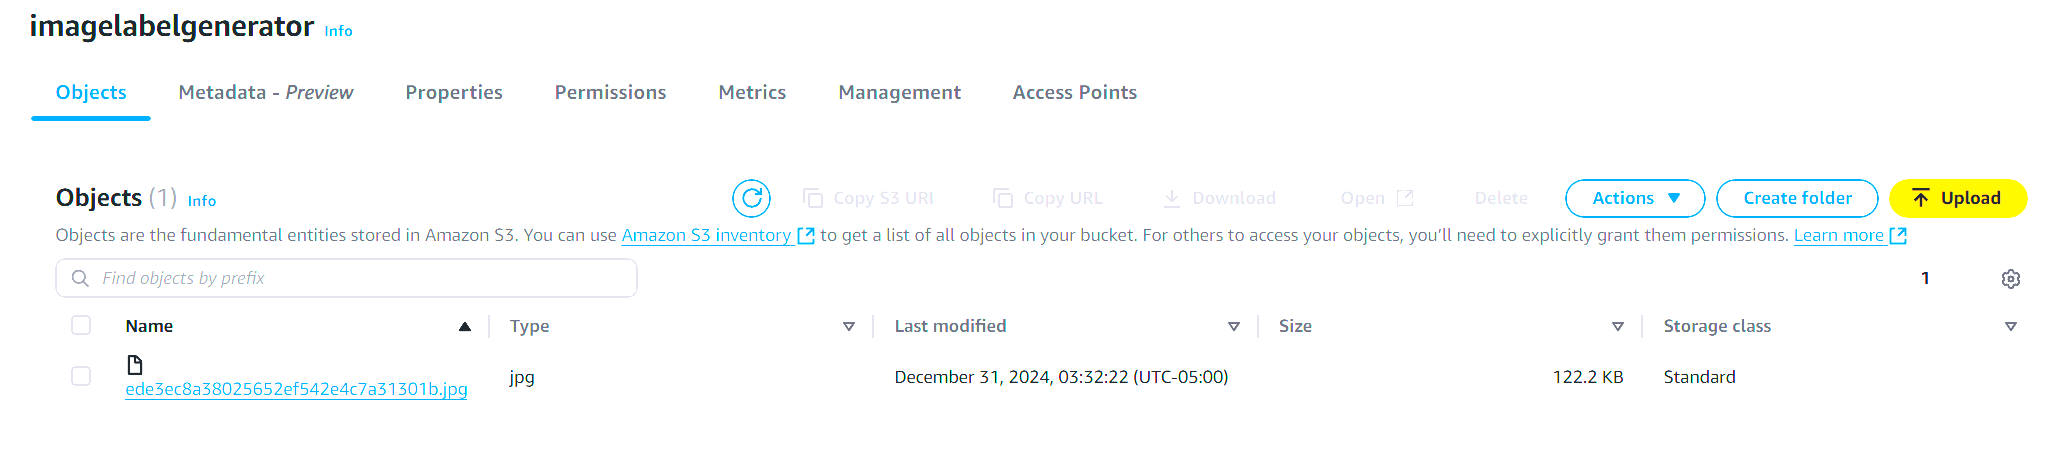 imagelabelgenerator Info
Objects Metadata - Preview Properties Permissions Metrics Management Access Points
Objects (1) Info Copy S3 URI Copy URL Download Open Delete Actions Create folder Upload
Objects are the fundamental entities stored in Amazon S3. You can use Amazon S3 inventory to get a list of all objects in your bucket. For others to access your objects, you’ll need to explicitly grant them permissions. Learn more
Find objects by prefix 1
Name Type Last modified Size Storage class
ede3ec8a38025652ef542e4c7a31301b.jpg jpg December 31, 2024, 03:32:22 (UTC-05:00) 122.2 KB Standard